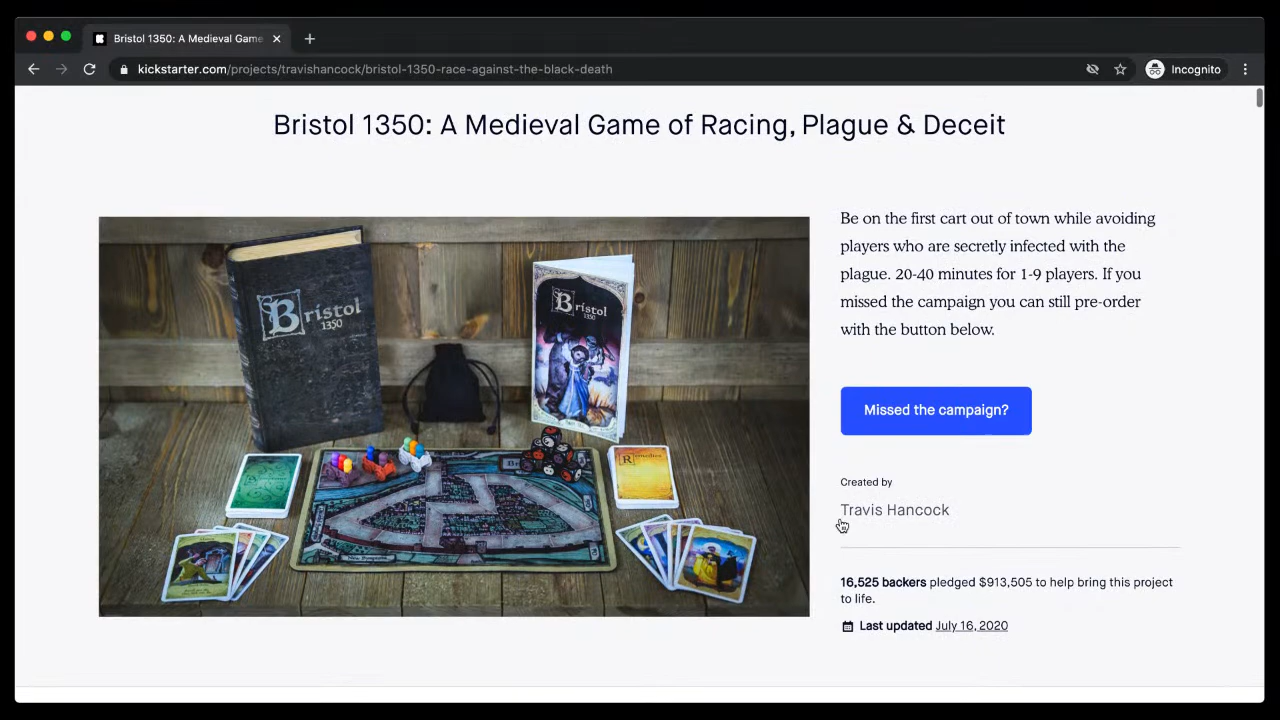 Bristol 1350: A Medieval Game
kickstarter.com/projects/travishancock/bristol-1350-race-against-the-black-death
Incognito
Bristol 1350: A Medieval Game of Racing, Plague & Deceit
Bristol
1350
Bristol
1350
Remedies
Be on the first cart out of town while avoiding
players who are secretly infected with the
plague. 20-40 minutes for 1-9 players. If you
missed the campaign you can still pre-order
with the button below.
Missed the campaign?
Created by
Travis Hancock
16,525 backers pledged $913,505 to help bring this project
to life.
Last updated July 16, 2020